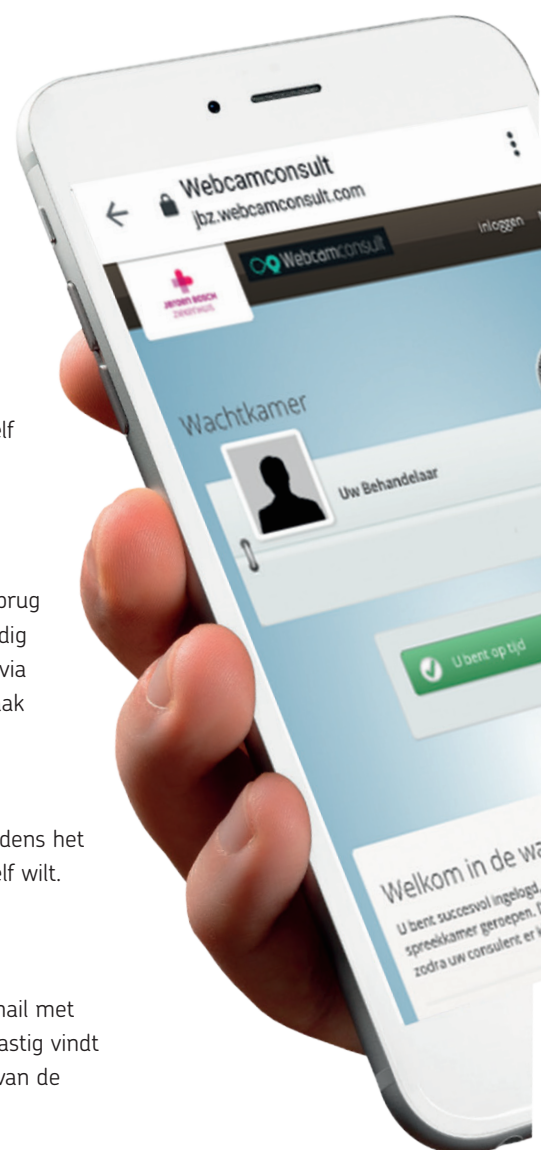 Webcamconsult
jbz.webcamconsult.com
JEROEN BOSCH
ZIEKENHUIS
Webcamconsult
inloggen
Wachtkamer
Uw Behandelaar
U bent op tijd
Welkom in de wa
U bent succesvol ingelogd.
spreekkamer geroepen. D
zodra uw consulent er k
elf
brug
dig
via
ak
dens het
elf wilt.
mail met
astig vindt
van de